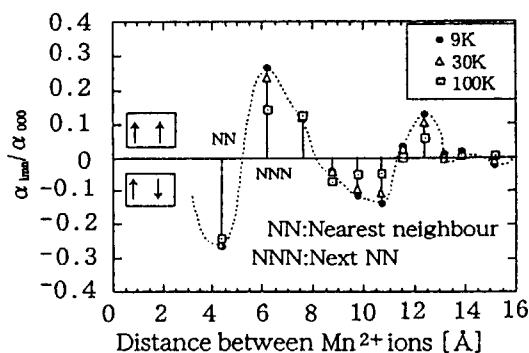 α lmn/α 000
0.4
0.3
0.2
0.1
0
-0.1
-0.2
-0.3
-0.4
9K
30K
100K
↑ ↑
↑ ↓
NN
NNN
NN:Nearest neighbour
NNN:Next NN
0 2 4 6 8 10 12 14 16
Distance between Mn2+ ions [Å]